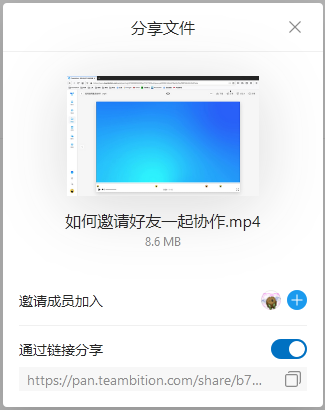 分享文件
如何邀请好友一起协作.mp4
8.6 MB
邀请成员加入
通过链接分享
https://pan.teambition.com/share/b7...